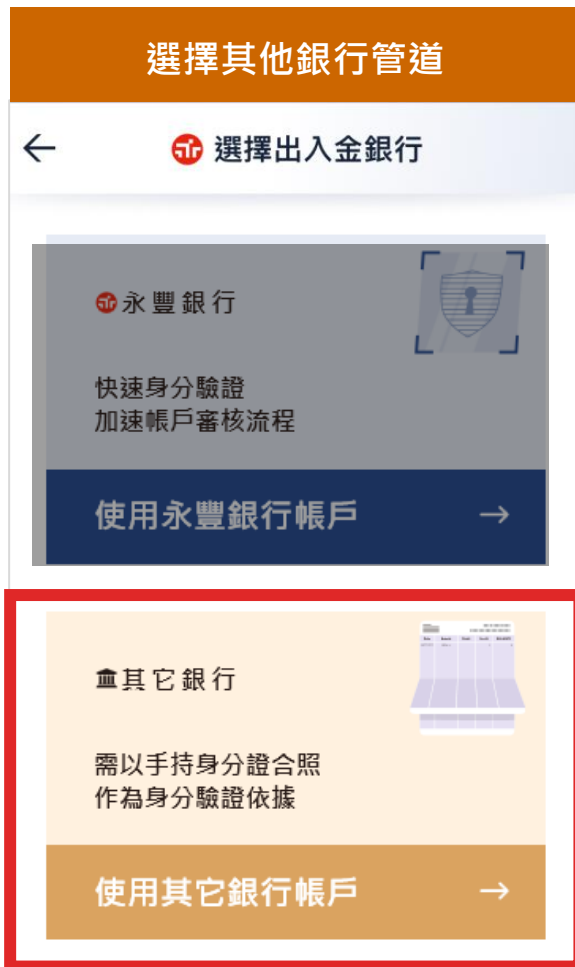 選擇其他銀行管道
選擇出入金銀行
永豐銀行
快速身分驗證
加速帳戶審核流程
使用永豐銀行帳戶
其它銀行
需以手持身分證合照
作為身分驗證依據
使用其它銀行帳戶